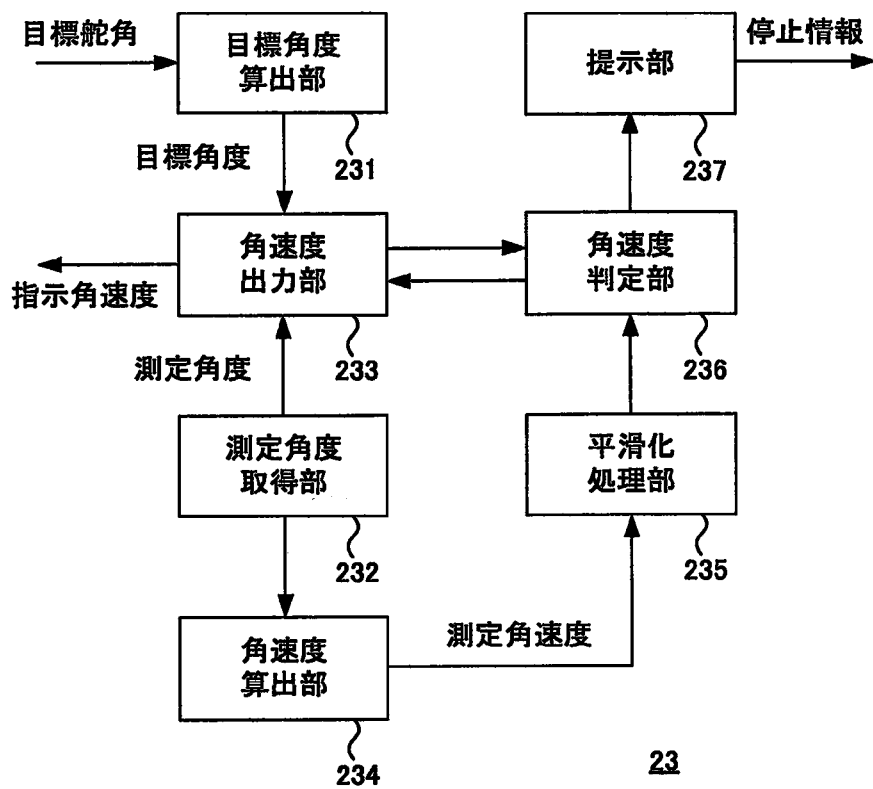 目標舵角
目標角度
算出部
231
提示部
237
停止情報
目標角度
角速度
出力部
233
角速度
判定部
236
指示角速度
測定角度
測定角度
取得部
232
平滑化
処理部
235
角速度
算出部
234
測定角速度
23